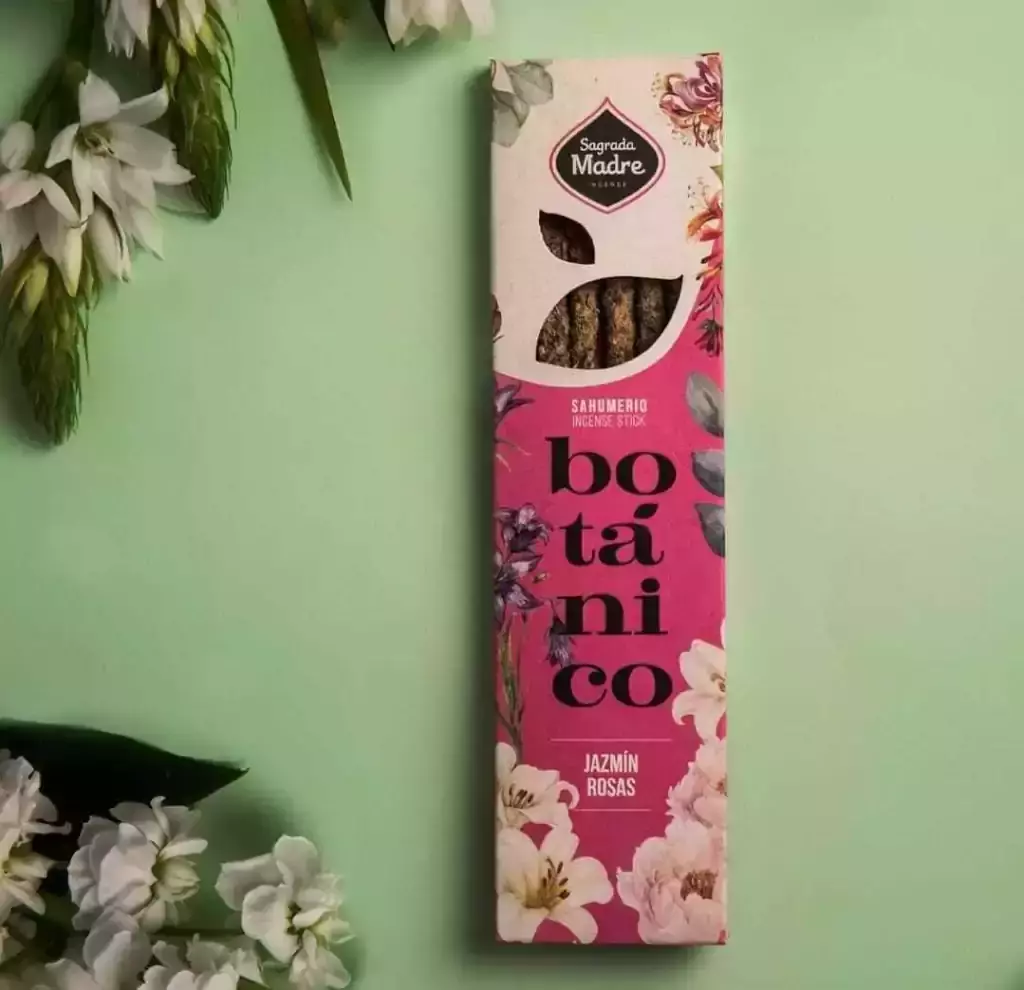 Sagrada
Madre
INCENSE
SAHUMERIO
INCENSE STICK
bo
tá
ni
co
JAZMÍN
ROSAS